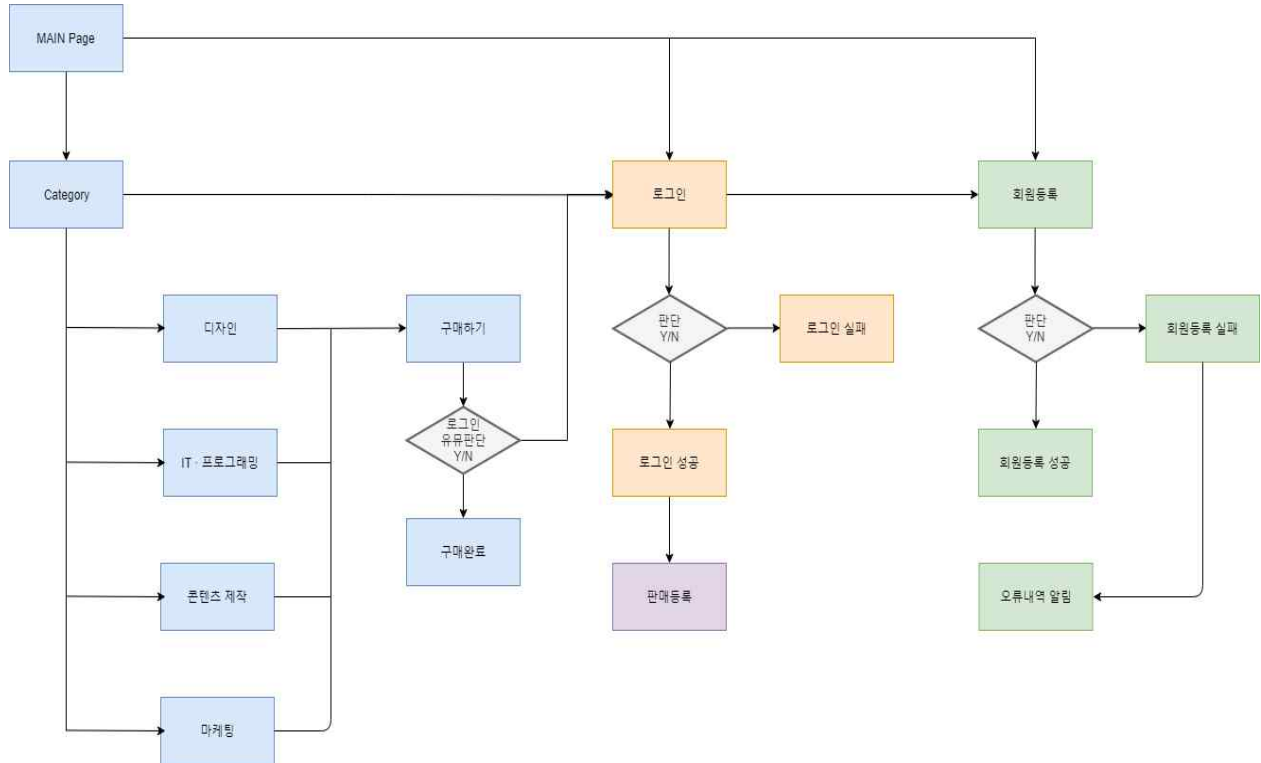 MAIN Page
Category
로그인
회원등록
디자인
구매하기
판단
Y/N
로그인 실패
판단
Y/N
회원등록 실패
로그인
유뮤판단
Y/N
IT · 프로그래밍
로그인 성공
회원등록 성공
구매완료
콘텐츠 제작
판매등록
오류내역 알림
마케팅